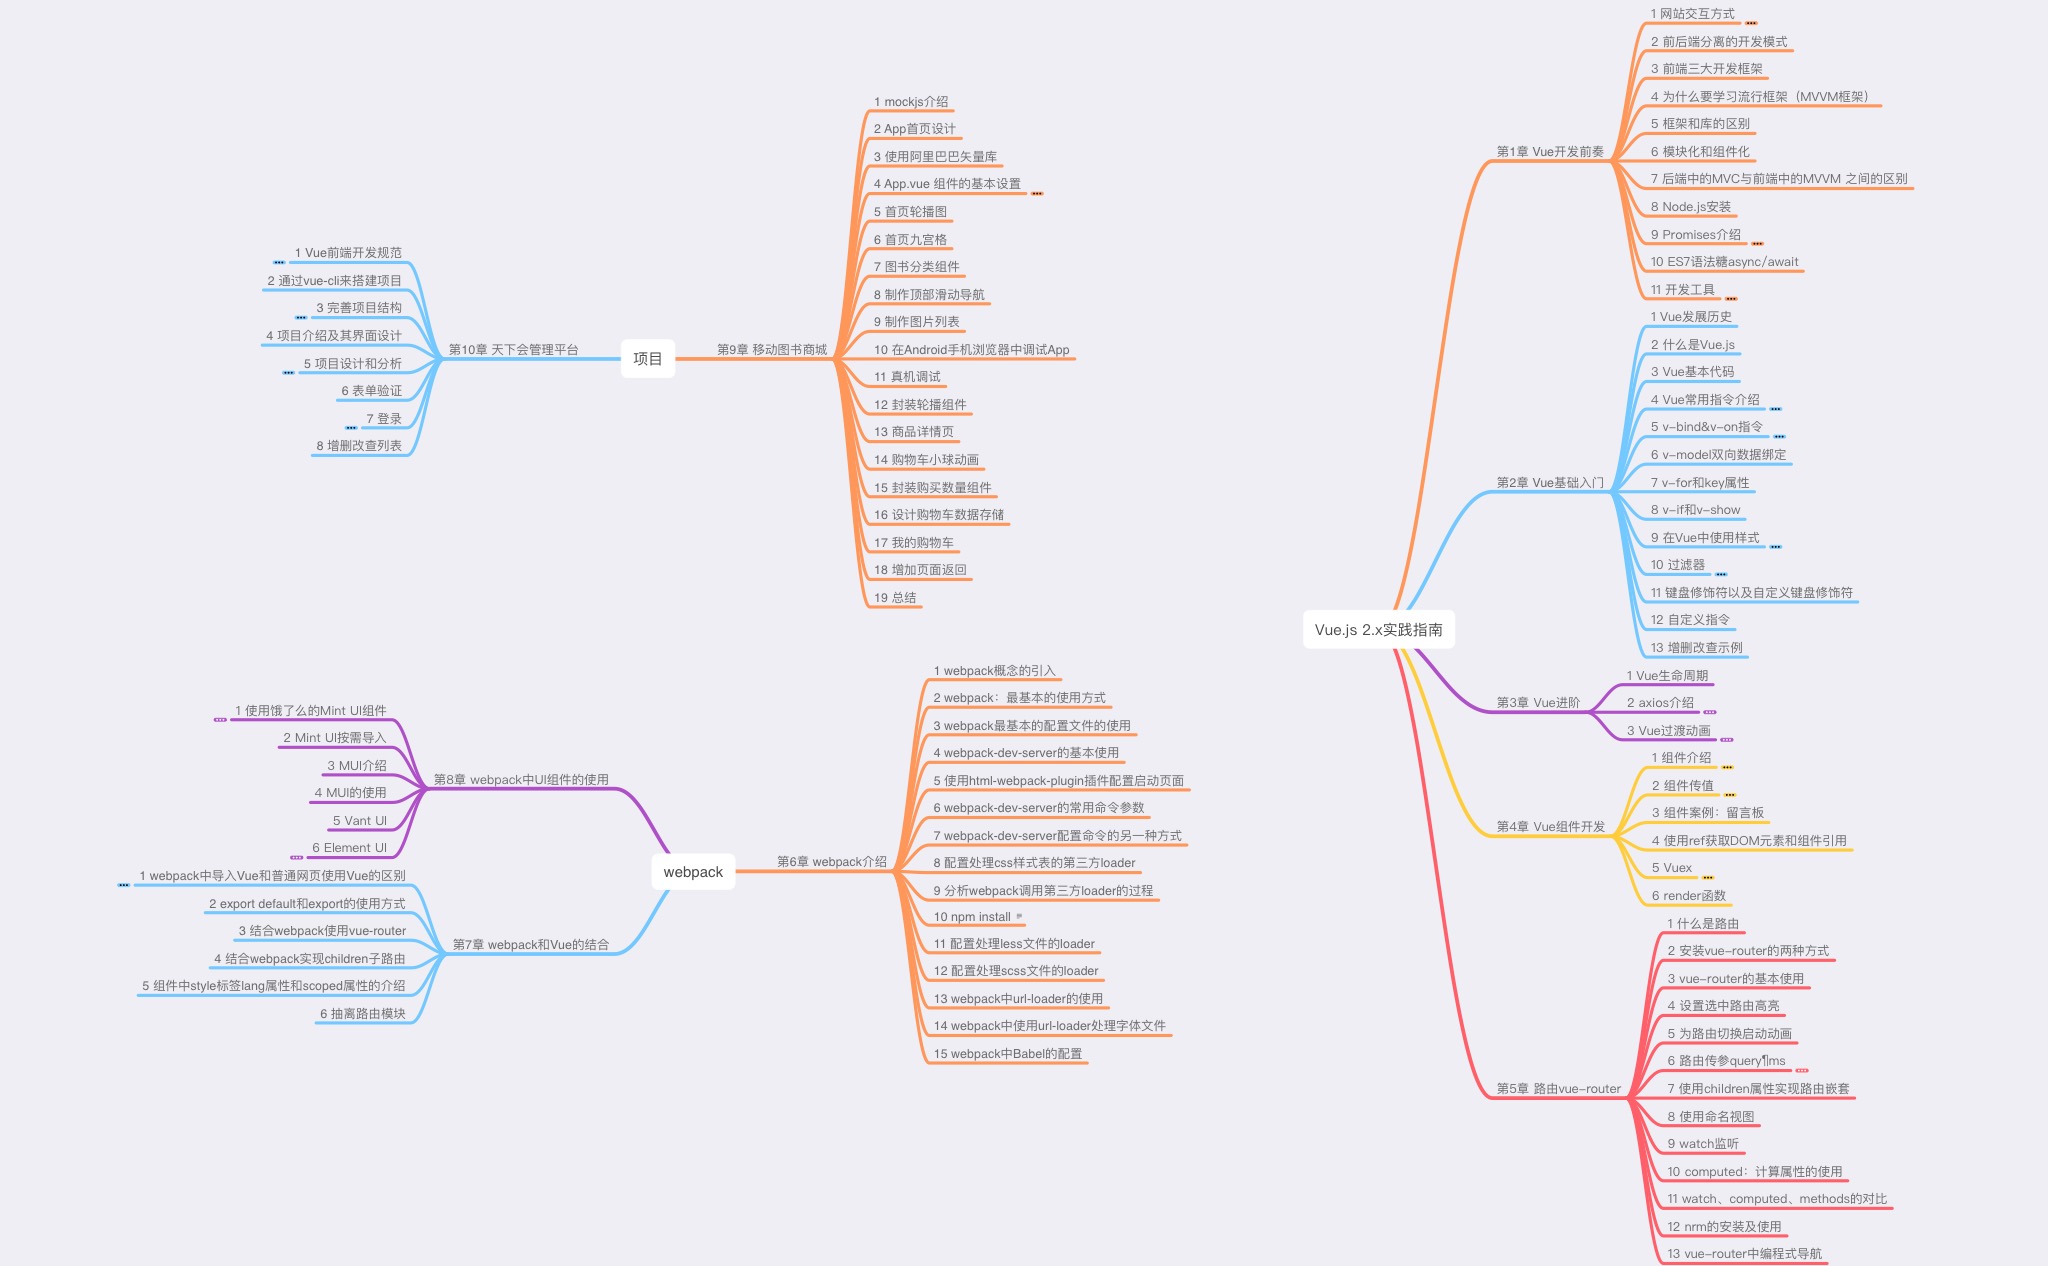 Vue.js 2.x实践指南
第1章 Vue开发前奏
1 网站交互方式
2 前后端分离的开发模式
3 前端三大开发框架
4 为什么要学习流行框架（MVVM框架）
5 框架和库的区别
6 模块化和组件化
7 后端中的MVC与前端中的MVVM 之间的区别
8 Node.js安装
9 Promises介绍
10 ES7语法糖async/await
11 开发工具
第2章 Vue基础入门
1 Vue发展历史
2 什么是Vue.js
3 Vue基本代码
4 Vue常用指令介绍
5 v-bind&v-on指令
6 v-model双向数据绑定
7 v-for和key属性
8 v-if和v-show
9 在Vue中使用样式
10 过滤器
11 键盘修饰符以及自定义键盘修饰符
12 自定义指令
13 增删改查示例
第3章 Vue进阶
1 Vue生命周期
2 axios介绍
3 Vue过渡动画
第4章 Vue组件开发
1 组件介绍
2 组件传值
3 组件案例：留言板
4 使用ref获取DOM元素和组件引用
5 Vuex
6 render函数
第5章 路由vue-router
1 什么是路由
2 安装vue-router的两种方式
3 vue-router的基本使用
4 设置选中路由高亮
5 为路由切换启动动画
6 路由传参query¶ms
7 使用children属性实现路由嵌套
8 使用命名视图
9 watch监听
10 computed：计算属性的使用
11 watch、computed、methods的对比
12 nrm的安装及使用
13 vue-router中编程式导航
webpack
第6章 webpack介绍
1 webpack概念的引入
2 webpack：最基本的使用方式
3 webpack最基本的配置文件的使用
4 webpack-dev-server的基本使用
5 使用html-webpack-plugin插件配置启动页面
6 webpack-dev-server的常用命令参数
7 webpack-dev-server配置命令的另一种方式
8 配置处理css样式表的第三方loader
9 分析webpack调用第三方loader的过程
10 npm install
11 配置处理less文件的loader
12 配置处理scss文件的loader
13 webpack中url-loader的使用
14 webpack中使用url-loader处理字体文件
15 webpack中Babel的配置
第7章 webpack和Vue的结合
1 webpack中导入Vue和普通网页使用Vue的区别
2 export default和export的使用方式
3 结合webpack使用vue-router
4 结合webpack实现children子路由
5 组件中style标签lang属性和scoped属性的介绍
6 抽离路由模块
第8章 webpack中UI组件的使用
1 使用饿了么的Mint UI组件
2 Mint UI按需导入
3 MUI介绍
4 MUI的使用
5 Vant UI
6 Element UI
项目
第9章 移动图书商城
1 mockjs介绍
2 App首页设计
3 使用阿里巴巴矢量库
4 App.vue 组件的基本设置
5 首页轮播图
6 首页九宫格
7 图书分类组件
8 制作顶部滑动导航
9 制作图片列表
10 在Android手机浏览器中调试App
11 真机调试
12 封装轮播组件
13 商品详情页
14 购物车小球动画
15 封装购买数量组件
16 设计购物车数据存储
17 我的购物车
18 增加页面返回
19 总结
第10章 天下会管理平台
1 Vue前端开发规范
2 通过vue-cli来搭建项目
3 完善项目结构
4 项目介绍及其界面设计
5 项目设计和分析
6 表单验证
7 登录
8 增删改查列表